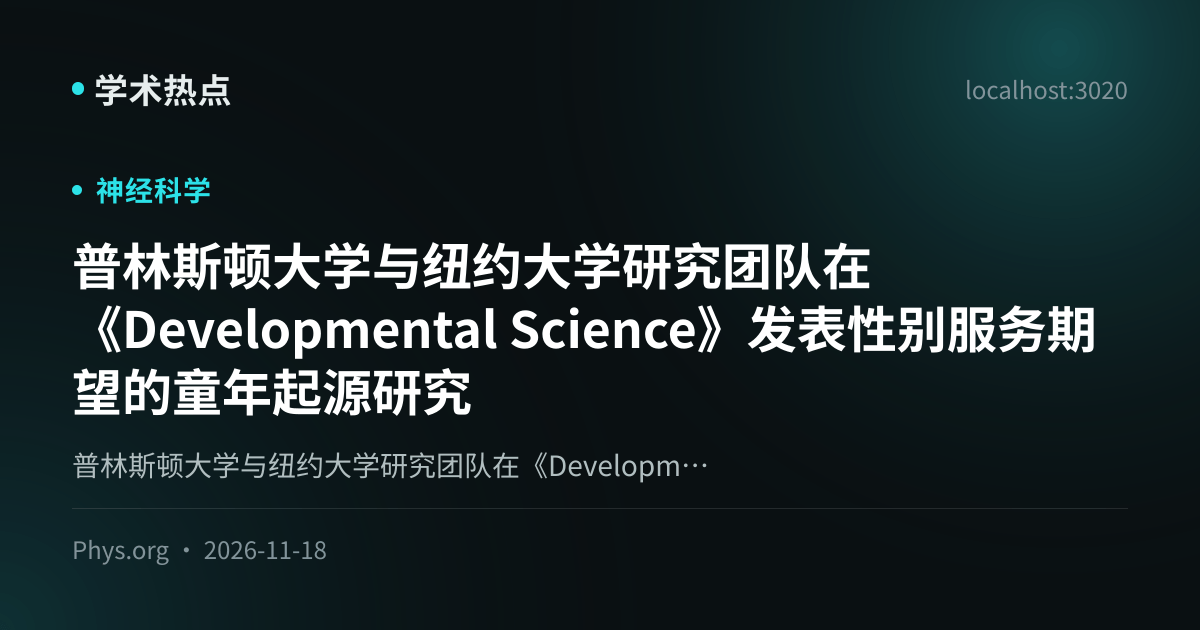 学术热点
localhost:3020
神经科学
普林斯顿大学与纽约大学研究团队在
《Developmental Science》发表性别服务期
望的童年起源研究
普林斯顿大学与纽约大学研究团队在《Developm…
Phys.org · 2026-11-18